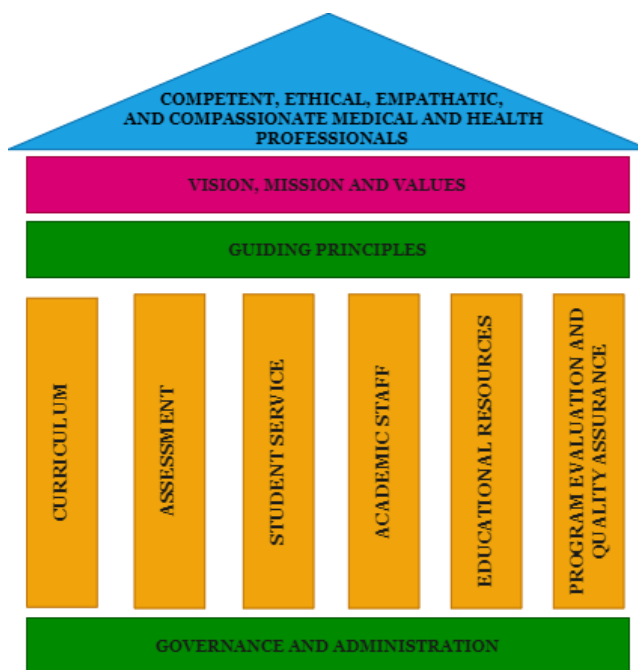 COMPETENT, ETHICAL, EMPATHATIC,
AND COMPASSIONATE MEDICAL AND HEALTH
PROFESSIONALS
VISION, MISSION AND VALUES
GUIDING PRINCIPLES
CURRICULUM
ASSESSMENT
STUDENT SERVICE
ACADEMIC STAFF
EDUCATIONAL RESOURCES
PROGRAM EVALUATION AND
QUALITY ASSURANCE
GOVERNANCE AND ADMINISTRATION